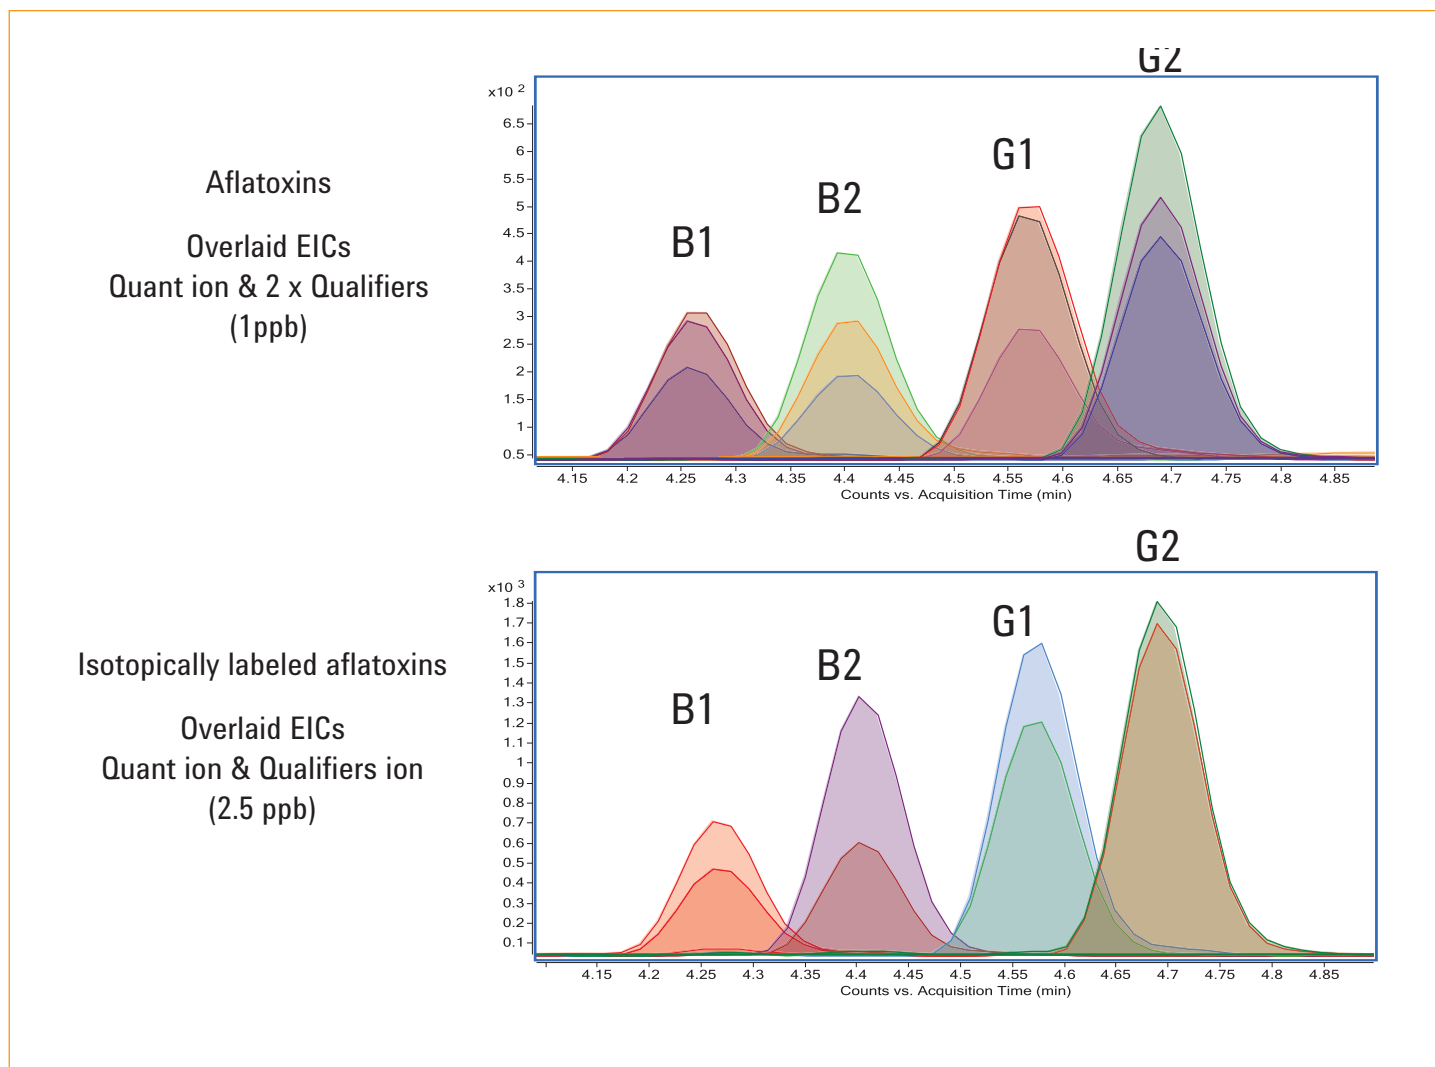 G2
x10 2
6.5
6
5.5
5
4.5
4
3.5
3
2.5
2
1.5
1
0.5
B1
B2
G1
Aflatoxins
Overlaid EICs
Quant ion & 2 x Qualifiers
(1ppb)
4.15 4.2 4.25 4.3 4.35 4.4 4.45 4.5 4.55 4.6 4.65 4.7 4.75 4.8 4.85
Counts vs. Acquisition Time (min)
G2
x10 3
1.8
1.7
1.6
1.5
1.4
1.3
1.2
1.1
1
0.9
0.8
0.7
0.6
0.5
0.4
0.3
0.2
0.1
B1
B2
G1
Isotopically labeled aflatoxins
Overlaid EICs
Quant ion & Qualifiers ion
(2.5 ppb)
4.15 4.2 4.25 4.3 4.35 4.4 4.45 4.5 4.55 4.6 4.65 4.7 4.75 4.8 4.85
Counts vs. Acquisition Time (min)